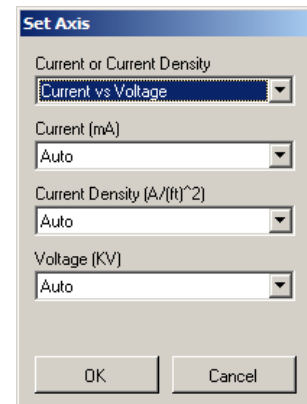 Set Axis
Current or Current Density
Current vs Voltage
Current (mA)
Auto
Current Density (A/(ft)^2)
Auto
Voltage (KV)
Auto
OK Cancel